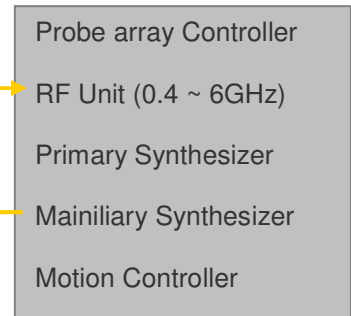 Probe array Controller
RF Unit (0.4 ~ 6GHz)
Primary Synthesizer
Mainiliary Synthesizer
Motion Controller